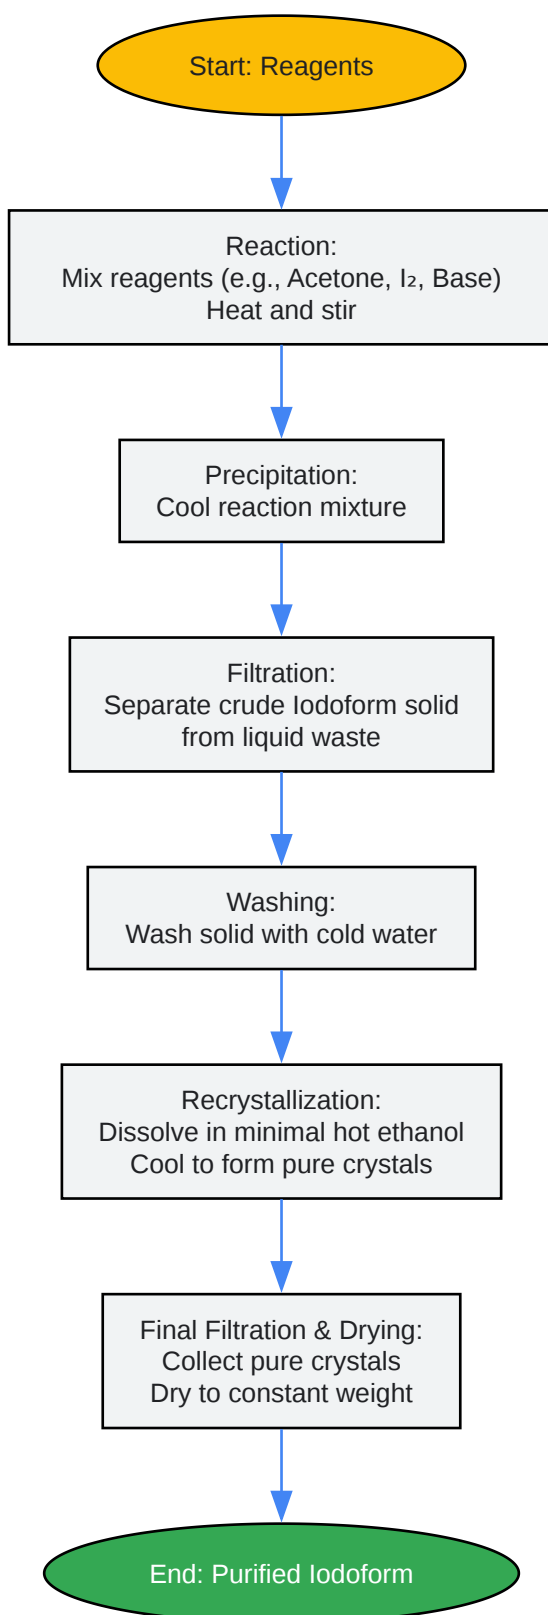 Start: Reagents
Reaction:
Mix reagents (e.g., Acetone, I₂, Base)
Heat and stir
Precipitation:
Cool reaction mixture
Filtration:
Separate crude Iodoform solid
from liquid waste
Washing:
Wash solid with cold water
Recrystallization:
Dissolve in minimal hot ethanol
Cool to form pure crystals
Final Filtration & Drying:
Collect pure crystals
Dry to constant weight
End: Purified Iodoform